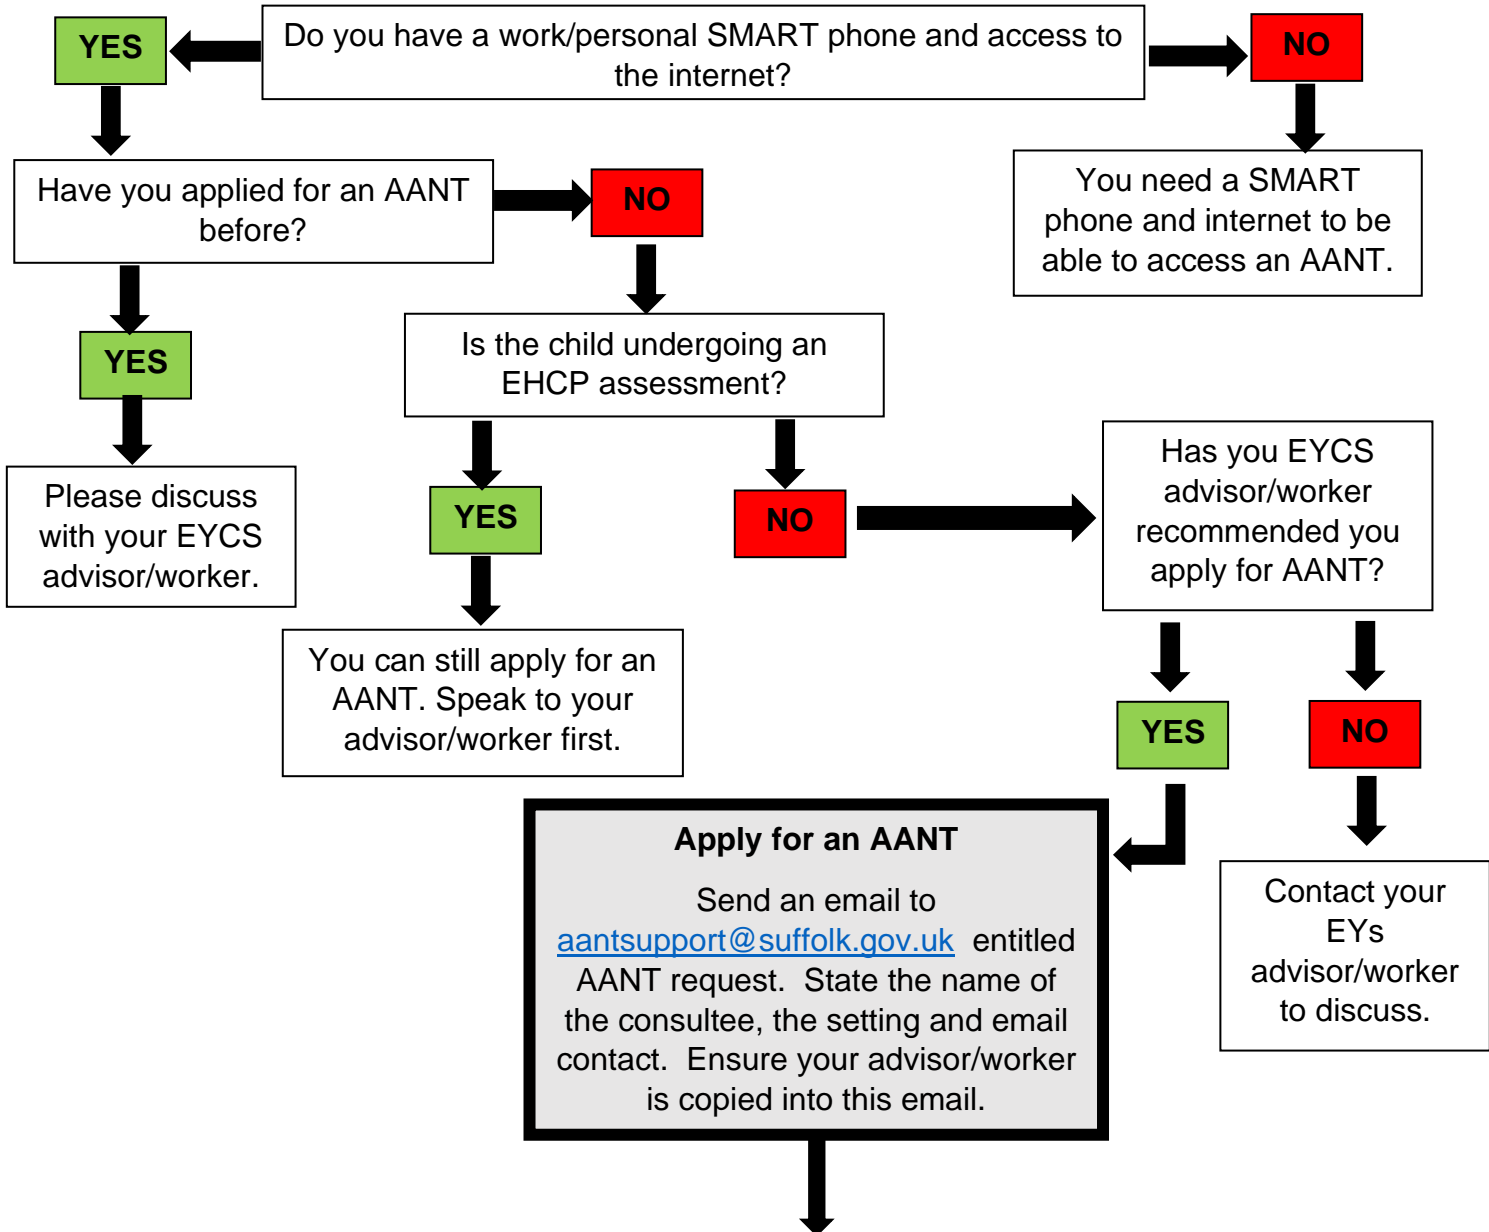 YES
Do you have a work/personal SMART phone and access to
the internet?
NO
Have you applied for an AANT
before?
NO
You need a SMART
phone and internet to be
able to access an AANT.
YES
Is the child undergoing an
EHCP assessment?
Please discuss
with your EYCS
advisor/worker.
YES
NO
Has you EYCS
advisor/worker
recommended you
apply for AANT?
You can still apply for an
AANT. Speak to your
advisor/worker first.
YES
NO
Apply for an AANT
Send an email to
aantsupport@suffolk.gov.uk entitled
AANT request. State the name of
the consultee, the setting and email
contact. Ensure your advisor/worker
is copied into this email.
Contact your
EYs
advisor/worker
to discuss.